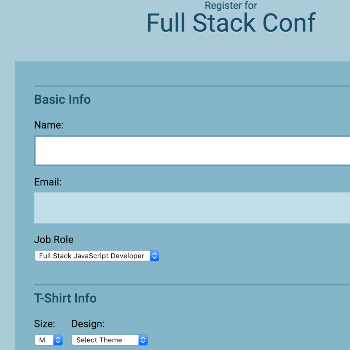 Register for
Full Stack Conf
Basic Info
Name:
Email:
Job Role
Full Stack JavaScript Developer
T-Shirt Info
Size: Design:
M Select Theme